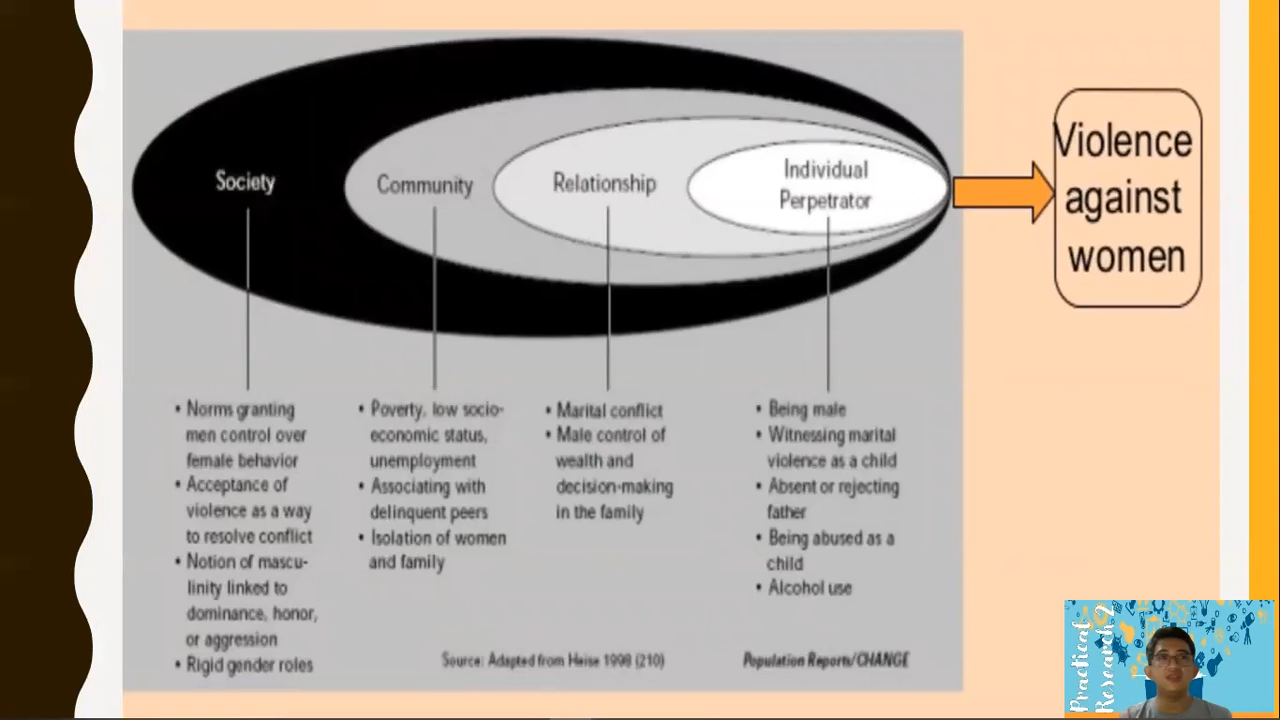 Society
Community
Relationship
Individual
Perpetrator
Violence
against
women
• Norms granting
men control over
female behavior
• Acceptance of
violence as a way
to resolve conflict
• Notion of mascu-
linity linked to
dominance, honor,
or aggression
• Rigid gender roles
• Poverty, low socio-
economic status,
unemployment
• Associating with
delinquent peers
• Isolation of women
and family
• Marital conflict
• Male control of
wealth and
decision-making
in the family
• Being male
• Witnessing marital
violence as a child
• Absent or rejecting
father
• Being abused as a
child
• Alcohol use
Source: Adapted from Heise 1998 (210)
Population Reports/CHANGE
Practical
Research 2